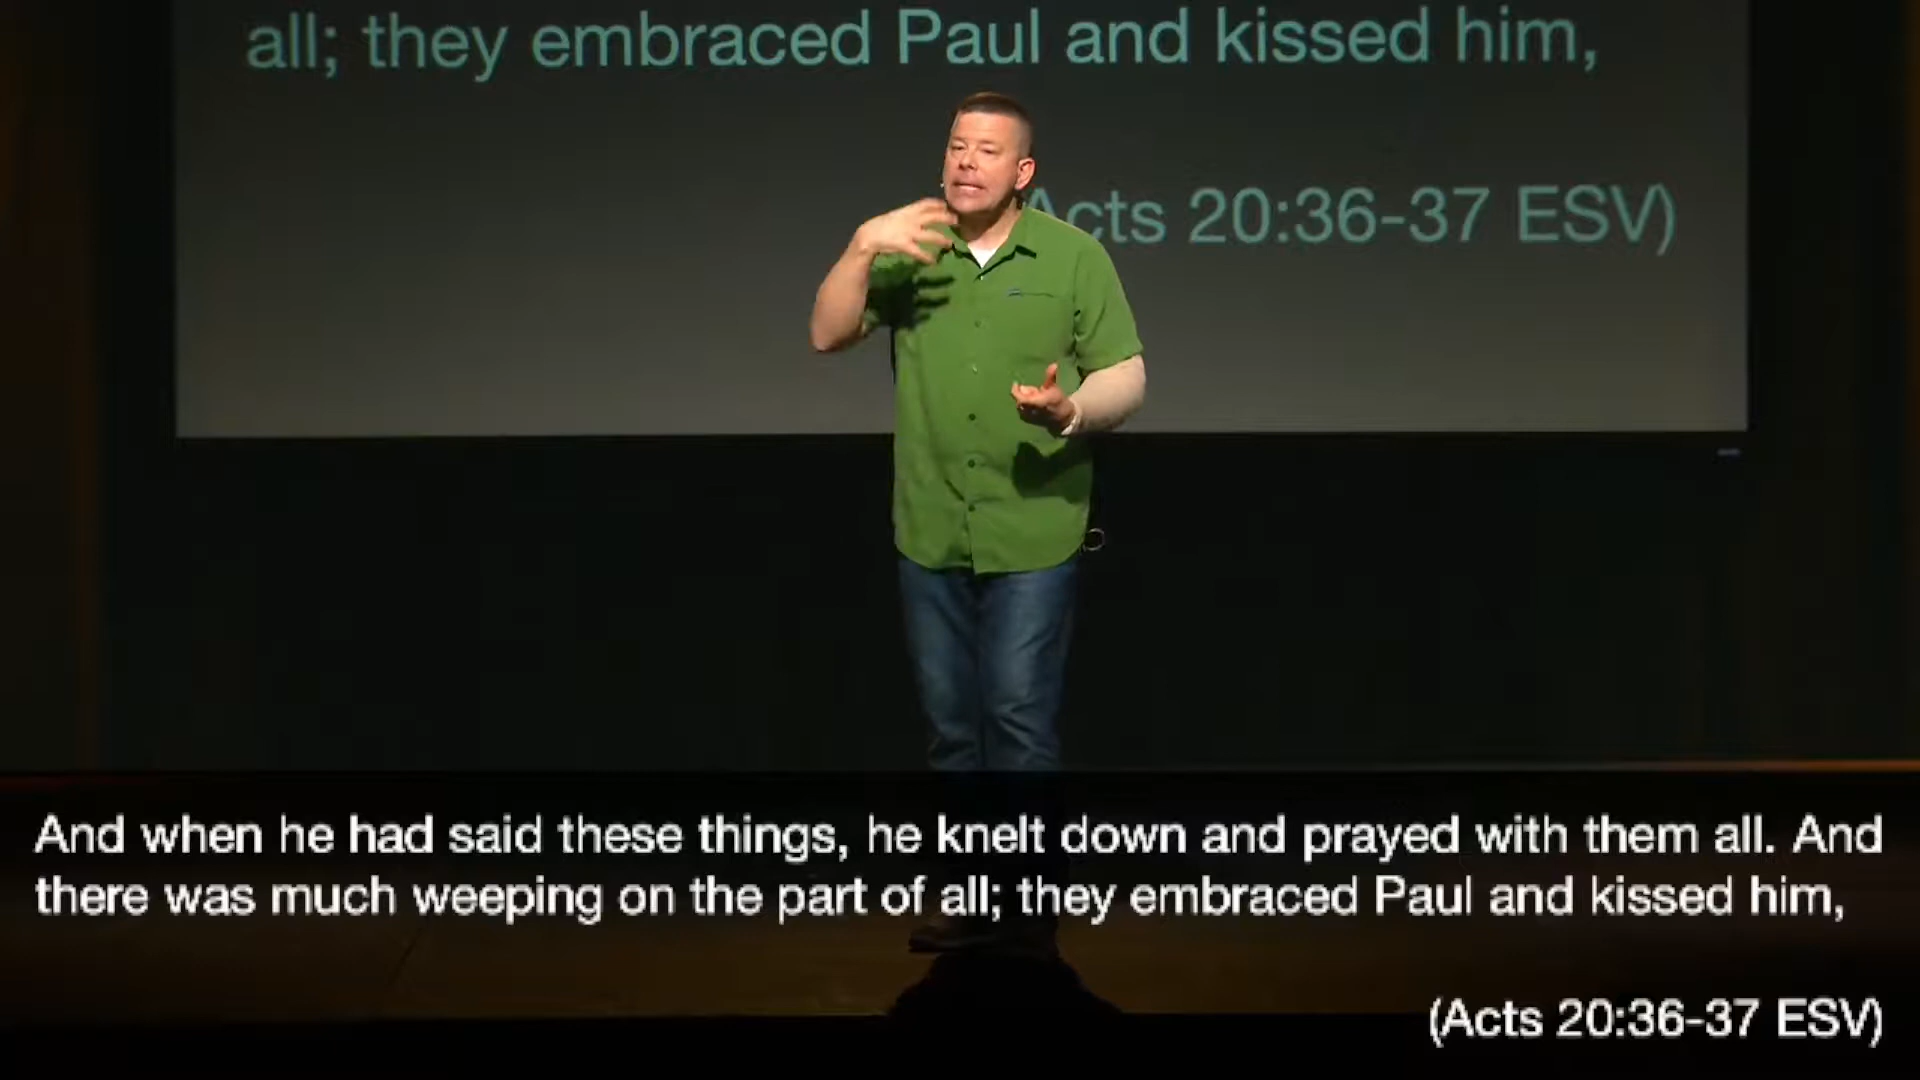 all; they embraced Paul and kissed him,
Acts 20:36-37 ESV)
And when he had said these things, he knelt down and prayed with them all. And
there was much weeping on the part of all; they embraced Paul and kissed him,
(Acts 20:36-37 ESV)